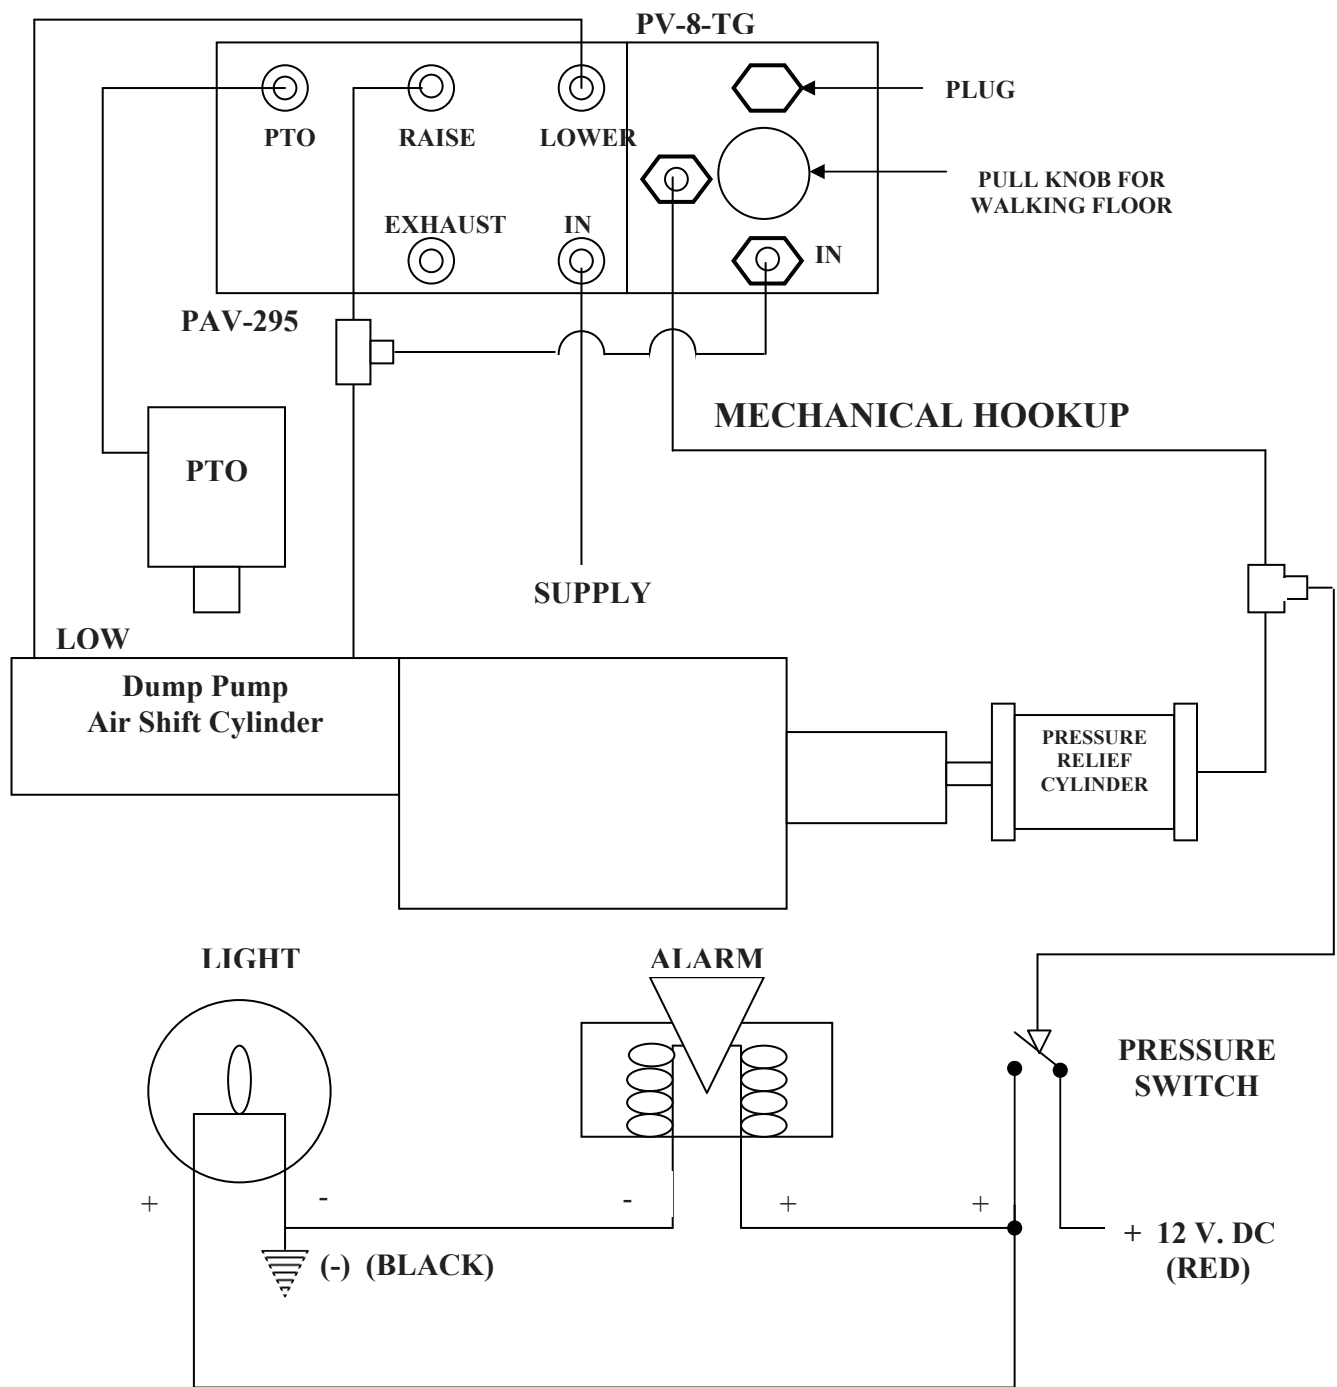 PV-8-TG
PLUG
PTO
RAISE
LOWER
PULL KNOB FOR
WALKING FLOOR
EXHAUST
IN
IN
PAV-295
MECHANICAL HOOKUP
PTO
SUPPLY
LOW
Dump Pump
Air Shift Cylinder
PRESSURE
RELIEF
CYLINDER
LIGHT
ALARM
PRESSURE
SWITCH
+
-
-
+
+
+ 12 V. DC
(RED)
(-) (BLACK)